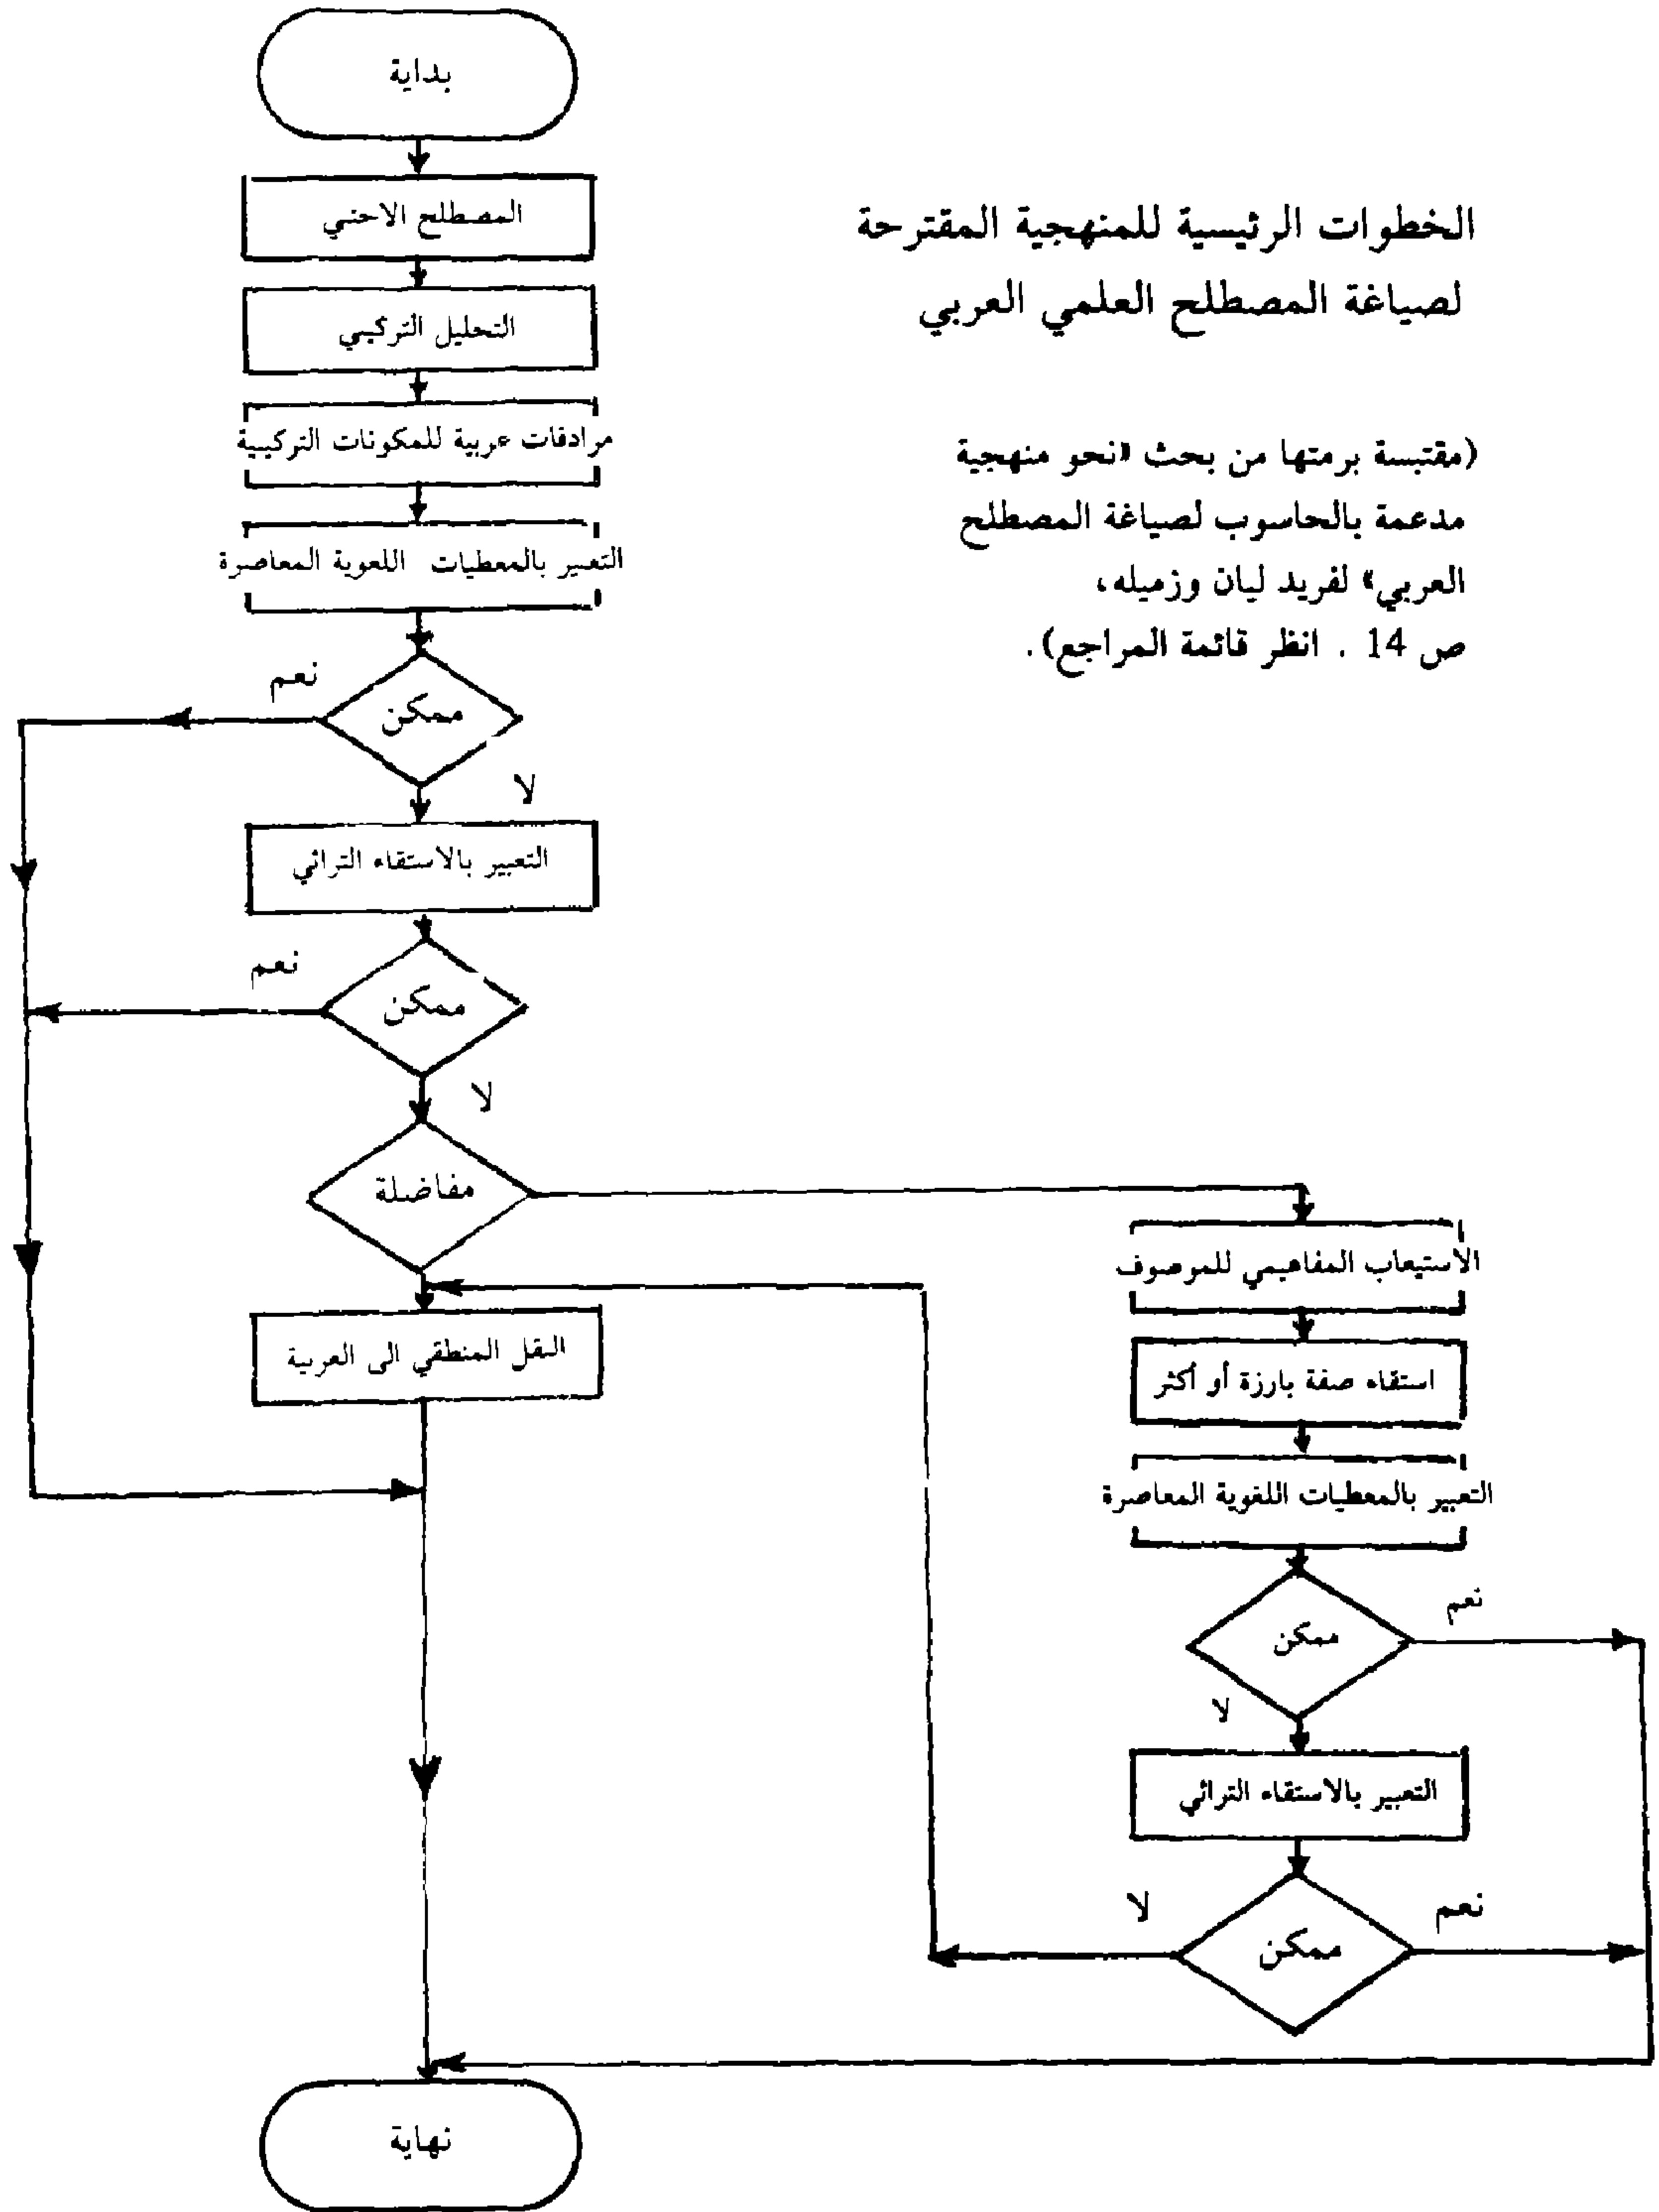 الخطوات الرئيسية للمنهجية المقترحة
لصياغة المصطلح العلمي العربي
(مقتبسة برمتها من بحث «نحو منهجية
مدعمة بالحاسوب لصياغة المصطلح
العربي» لفريد ليان وزميله،
ص 14 . انظر قائمة المراجع).
بداية
المصطلح الاحنبي
التحليل التركيبي
مرادفات عربية للمكونات التركيبية
التعبير بالمعطيات اللغوية المعاصرة
ممكن
نعم
لا
التعبير بالاستقاء التراثي
ممكن
نعم
لا
مفاضلة
النقل المنطقي الى العربية
الاستيعاب المفاهيمي للموصوف
استقاء صفة بارزة أو أكثر
التعبير بالمعطيات اللغوية المعاصرة
ممكن
نعم
لا
التعبير بالاستقاء التراثي
ممكن
نعم
لا
نهاية